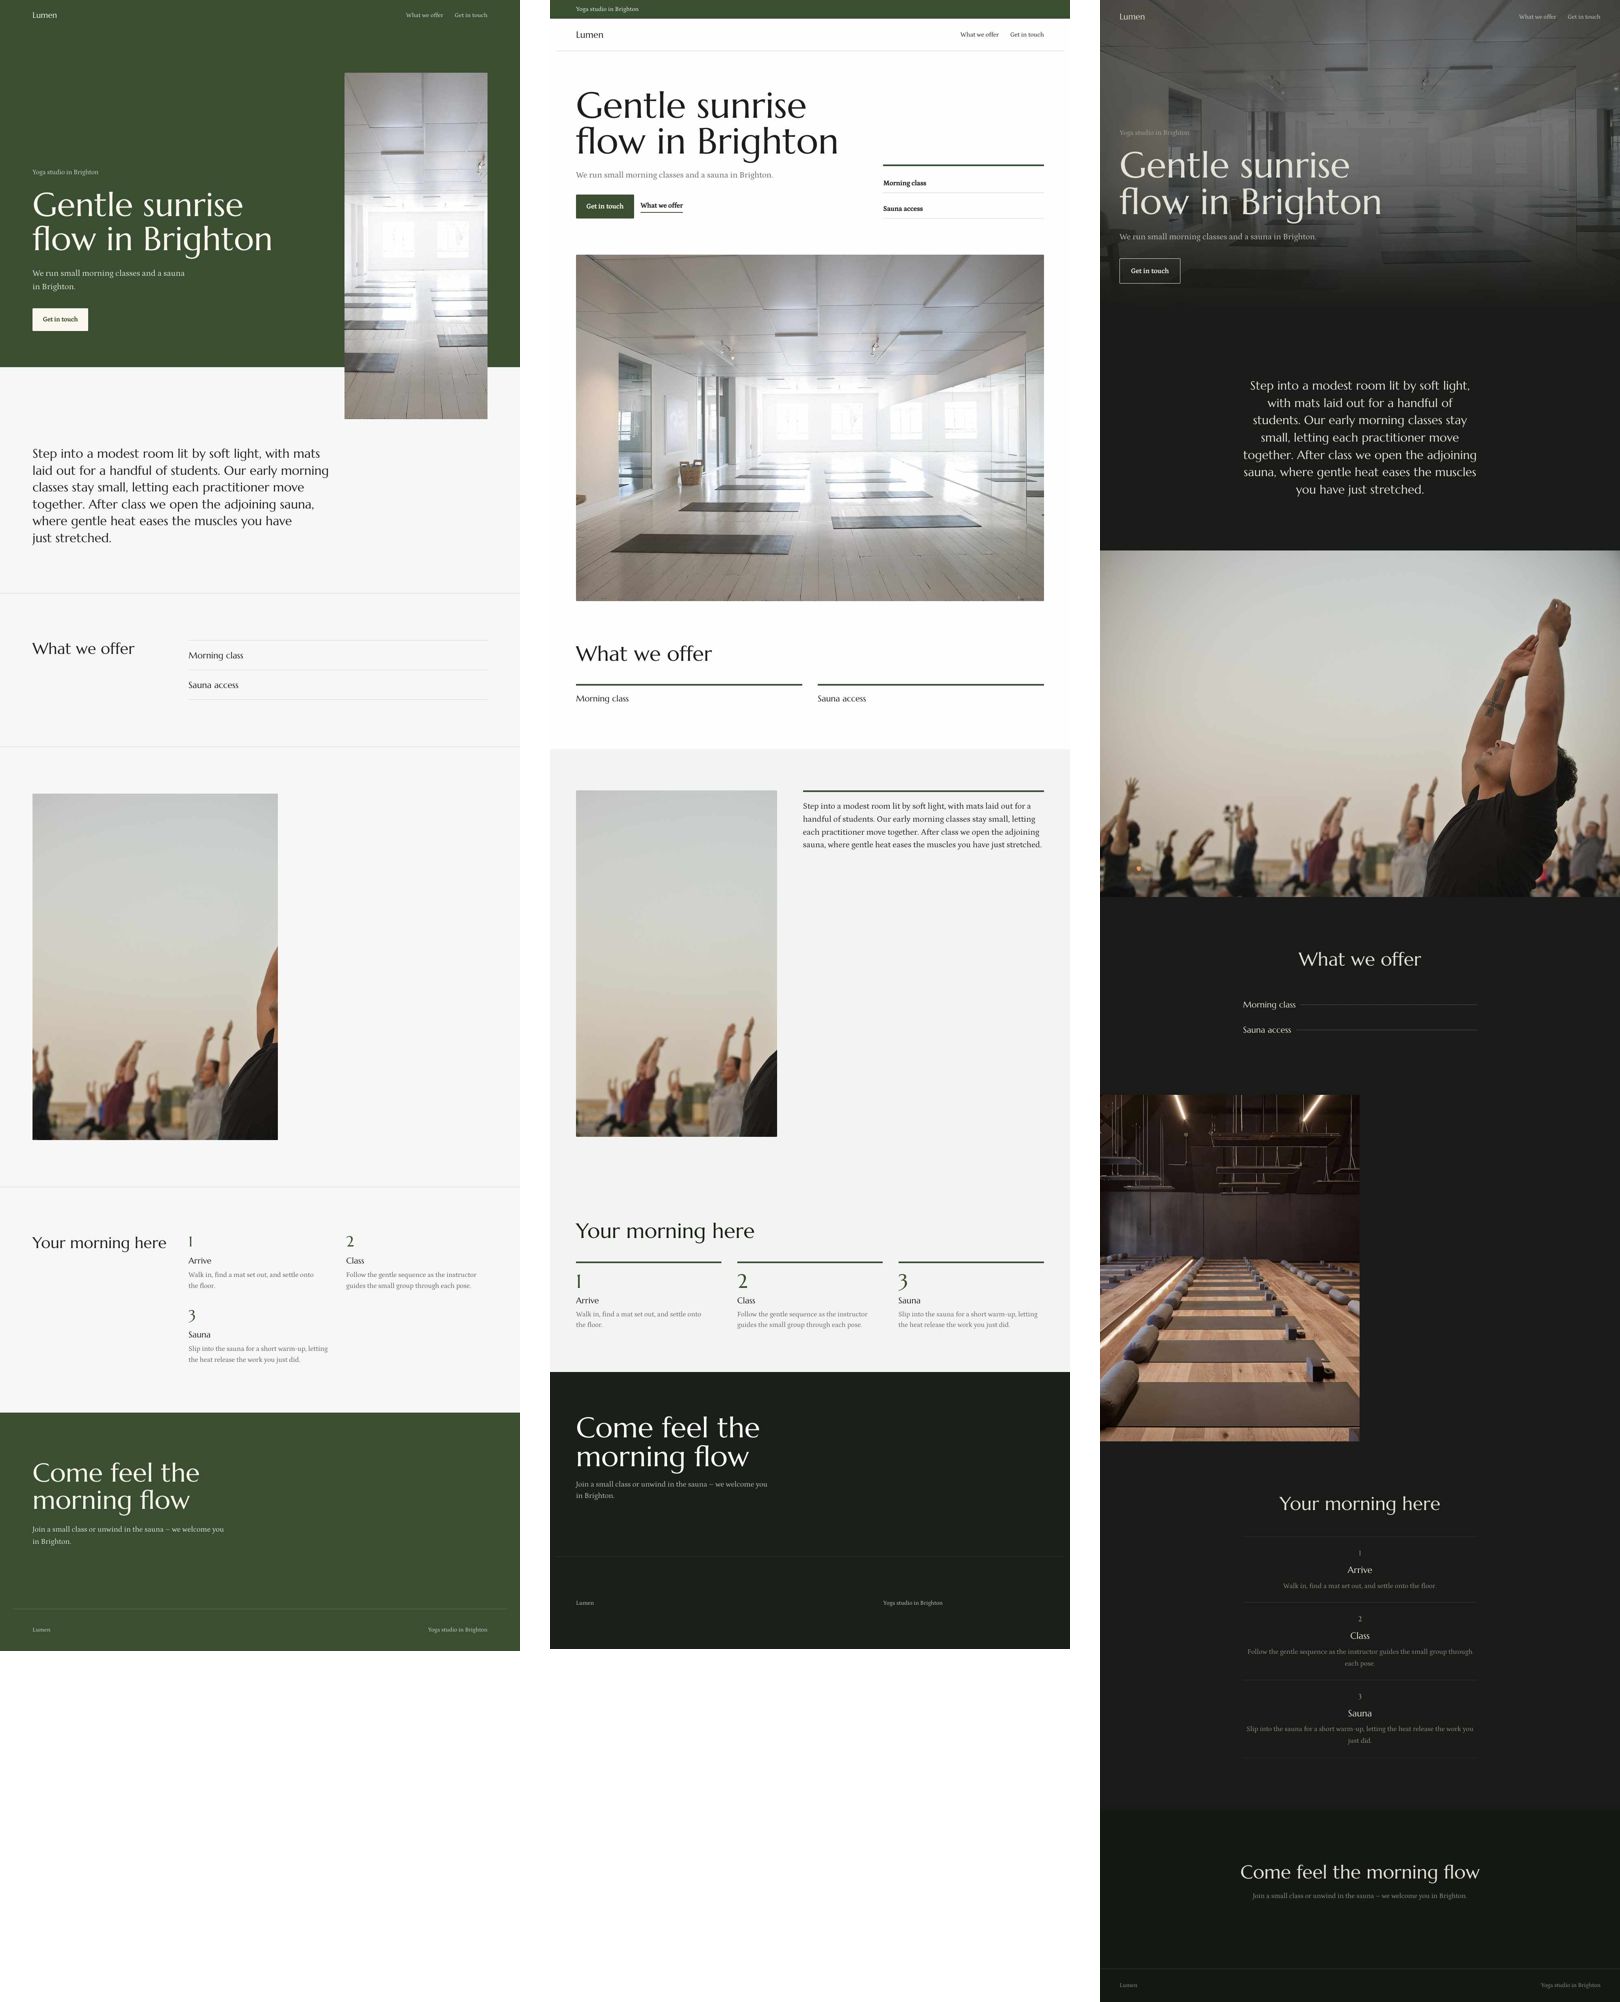 Lumen
What we offer
Get in touch
Yoga studio in Brighton
Gentle sunrise
flow in Brighton
We run small morning classes and a sauna
in Brighton.
Get in touch
Step into a modest room lit by soft light, with mats
laid out for a handful of students. Our early morning
classes stay small, letting each practitioner move
together. After class we open the adjoining sauna,
where gentle heat eases the muscles you have
just stretched.
What we offer
Morning class
Sauna access
Your morning here
1
Arrive
Walk in, find a mat set out, and settle onto
the floor.
2
Class
Follow the gentle sequence as the instructor
guides the small group through each pose.
3
Sauna
Slip into the sauna for a short warm-up, letting
the heat release the work you just did.
Come feel the
morning flow
Join a small class or unwind in the sauna – we welcome you
in Brighton.
Lumen
Yoga studio in Brighton
Yoga studio in Brighton
Lumen
What we offer
Get in touch
Gentle sunrise
flow in Brighton
We run small morning classes and a sauna in Brighton.
Get in touch
What we offer
Morning class
Sauna access
What we offer
Morning class
Sauna access
Step into a modest room lit by soft light, with mats laid out for a
handful of students. Our early morning classes stay small, letting
each practitioner move together. After class we open the adjoining
sauna, where gentle heat eases the muscles you have just stretched.
Your morning here
1
Arrive
Walk in, find a mat set out, and settle onto
the floor.
2
Class
Follow the gentle sequence as the instructor
guides the small group through each pose.
3
Sauna
Slip into the sauna for a short warm-up, letting
the heat release the work you just did.
Come feel the
morning flow
Join a small class or unwind in the sauna – we welcome you
in Brighton.
Lumen
Yoga studio in Brighton
Lumen
What we offer
Get in touch
Yoga studio in Brighton
Gentle sunrise
flow in Brighton
We run small morning classes and a sauna in Brighton.
Get in touch
Step into a modest room lit by soft light,
with mats laid out for a handful of
students. Our early morning classes stay
small, letting each practitioner move
together. After class we open the adjoining
sauna, where gentle heat eases the muscles
you have just stretched.
What we offer
Morning class
Sauna access
Your morning here
1
Arrive
Walk in, find a mat set out, and settle onto the floor.
2
Class
Follow the gentle sequence as the instructor guides the small group through
each pose.
3
Sauna
Slip into the sauna for a short warm-up, letting the heat release the work you
just did.
Come feel the morning flow
Join a small class or unwind in the sauna – we welcome you in Brighton.
Lumen
Yoga studio in Brighton